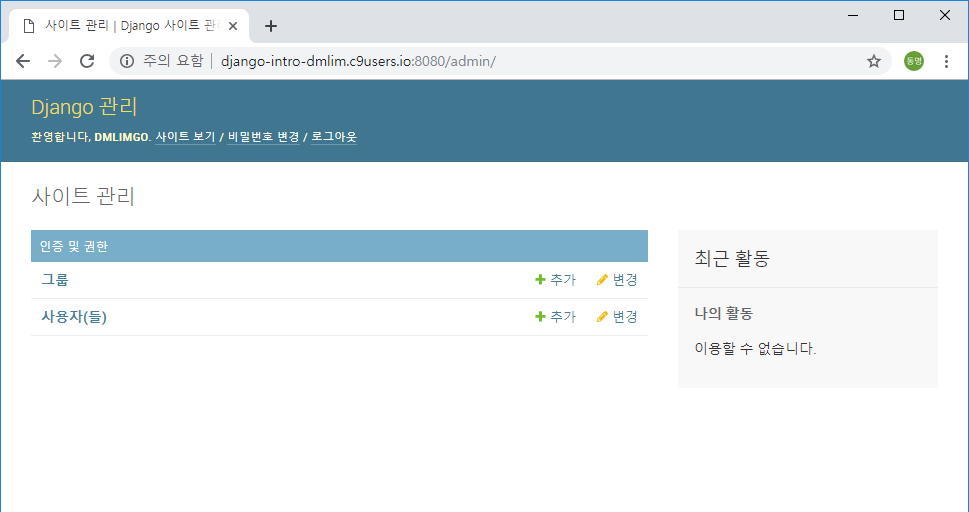 사이트 관리 | Django 사이트 관
주의 요함 | django-intro-dmlim.c9users.io:8080/admin/
동명
Django 관리
환영합니다, DMLIMGO. 사이트 보기 / 비밀번호 변경 / 로그아웃
사이트 관리
인증 및 권한
그룹 추가 변경
사용자(들) 추가 변경
최근 활동
나의 활동
이용할 수 없습니다.